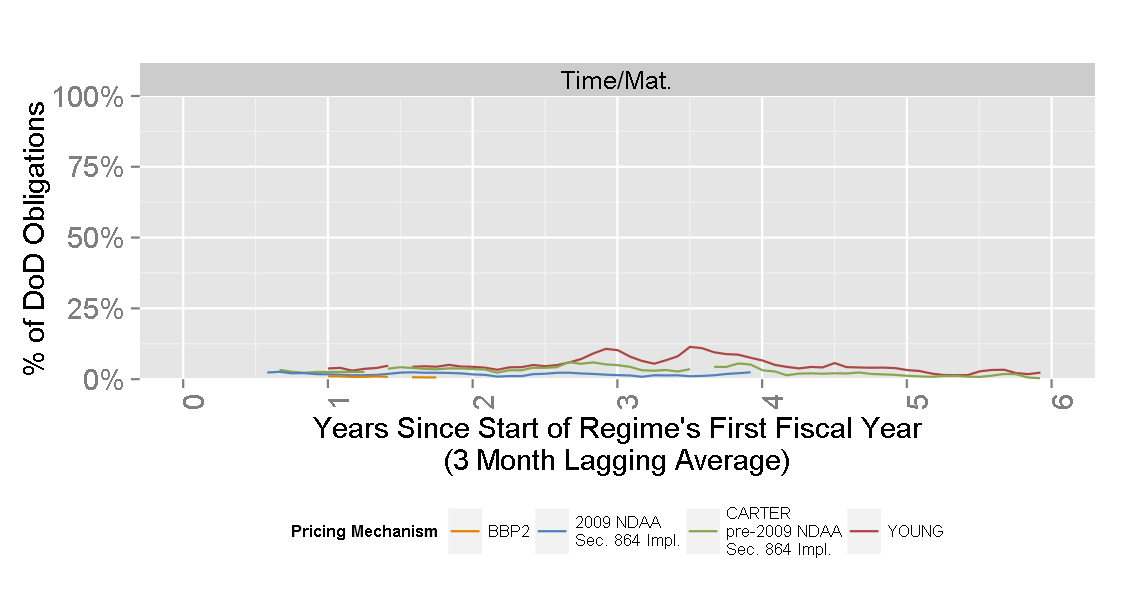 Time/Mat.
100%
75%
50%
25%
0%
% of DoD Obligations
0
1
2
3
4
5
6
Years Since Start of Regime's First Fiscal Year
(3 Month Lagging Average)
Pricing Mechanism
BBP2
2009 NDAA
Sec. 864 Impl.
CARTER
pre-2009 NDAA
Sec. 864 Impl.
YOUNG